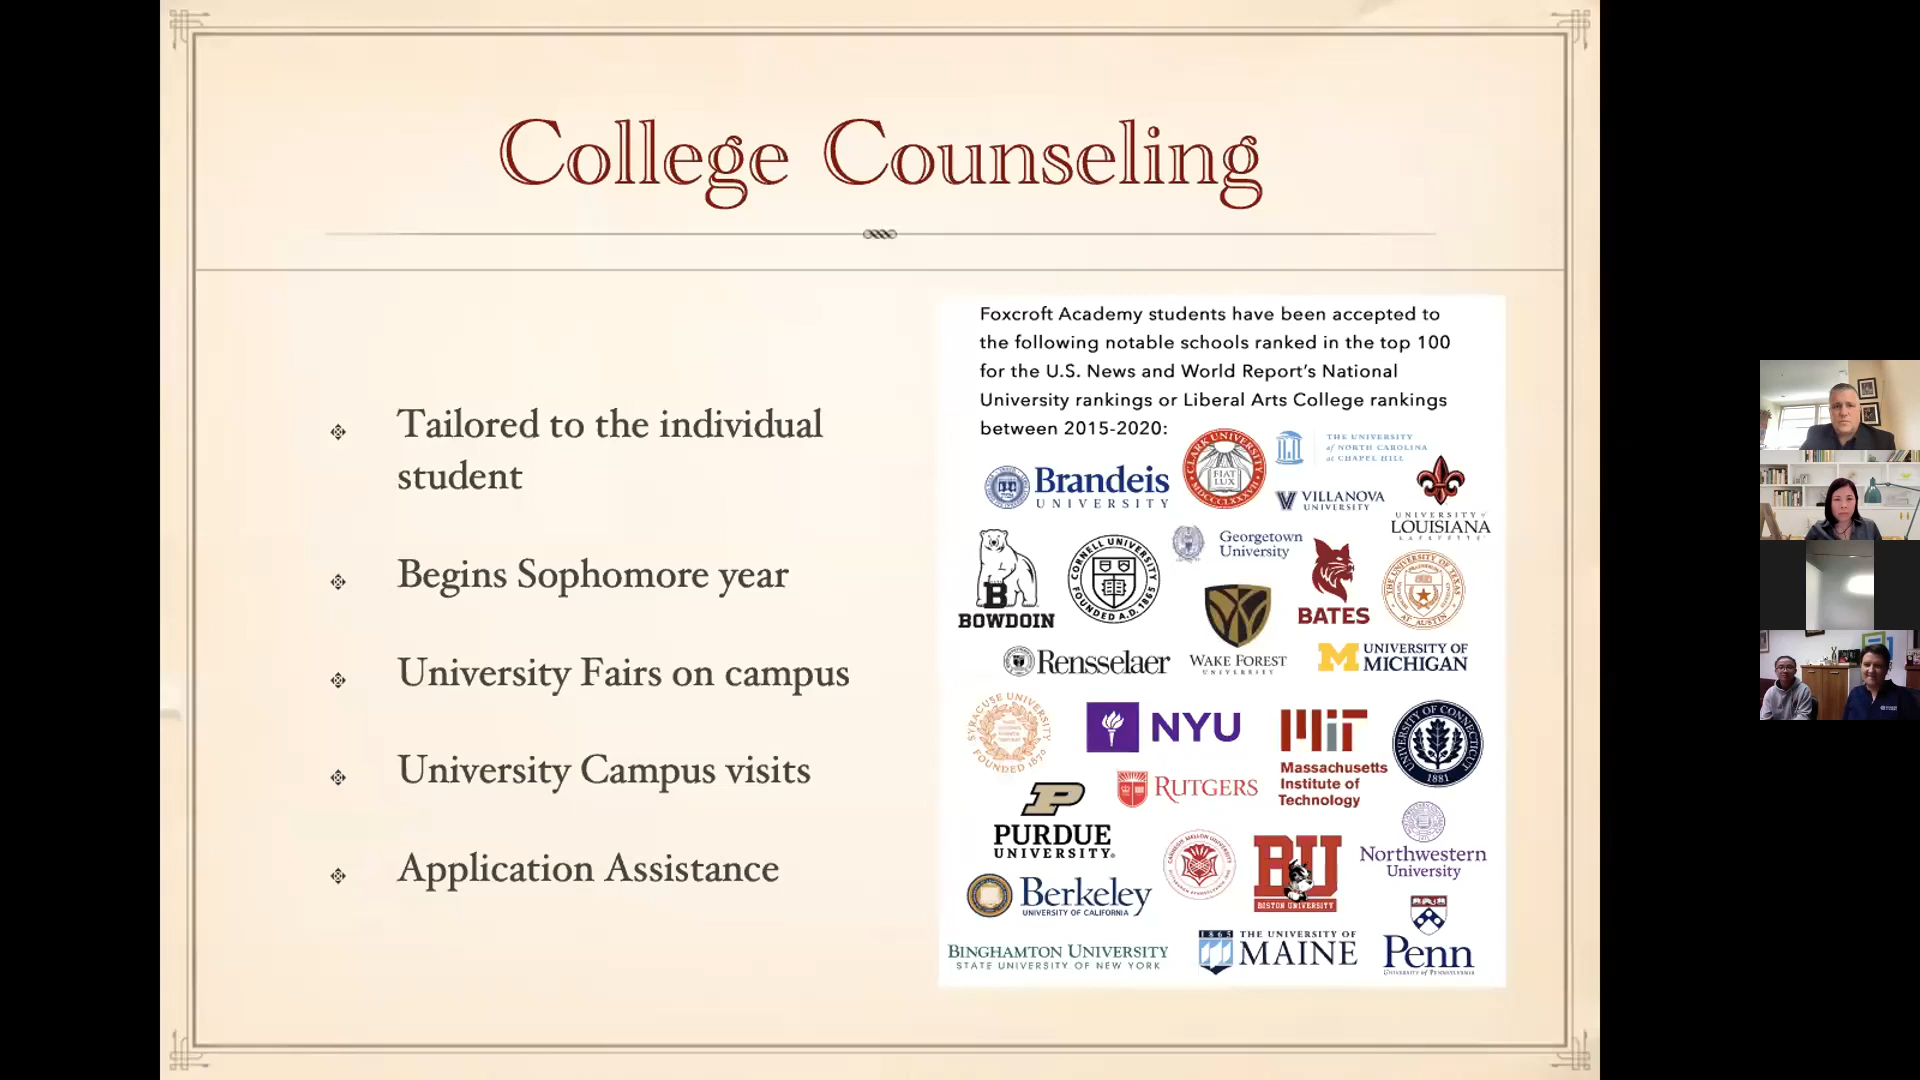 College Counseling
Tailored to the individual
student
Begins Sophomore year
University Fairs on campus
University Campus visits
Application Assistance
Foxcroft Academy students have been accepted to
the following notable schools ranked in the top 100
for the U.S. News and World Report's National
University rankings or Liberal Arts College rankings
between 2015-2020:
Brandeis
UNIVERSITY
CLARK UNIVERSITY
FIAT
LUX
MDCCCLXXXVII
THE UNIVERSITY
of NORTH CAROLINA
at CHAPEL HILL
VILLANOVA
UNIVERSITY
UNIVERSITY of
LOUISIANA
LAFAYETTE
B
BOWDOIN
CORNELL UNIVERSITY
FOUNDED A.D. 1865
Georgetown
University
WAKE FOREST
UNIVERSITY
BATES
THE UNIVERSITY OF TEXAS
AT AUSTIN
Rensselaer
M UNIVERSITY OF
MICHIGAN
SYRACUSE UNIVERSITY
FOUNDED 1870
NYU
MIT
Massachusetts
Institute of
Technology
UNIVERSITY OF CONNECTICUT
1881
RUTGERS
P
PURDUE
UNIVERSITY®
CARNEGIE MELLON UNIVERSITY
BU
BOSTON UNIVERSITY
Northwestern
University
Berkeley
UNIVERSITY OF CALIFORNIA
BINGHAMTON UNIVERSITY
STATE UNIVERSITY OF NEW YORK
1865
THE UNIVERSITY OF
MAINE
Penn
UNIVERSITY of PENNSYLVANIA